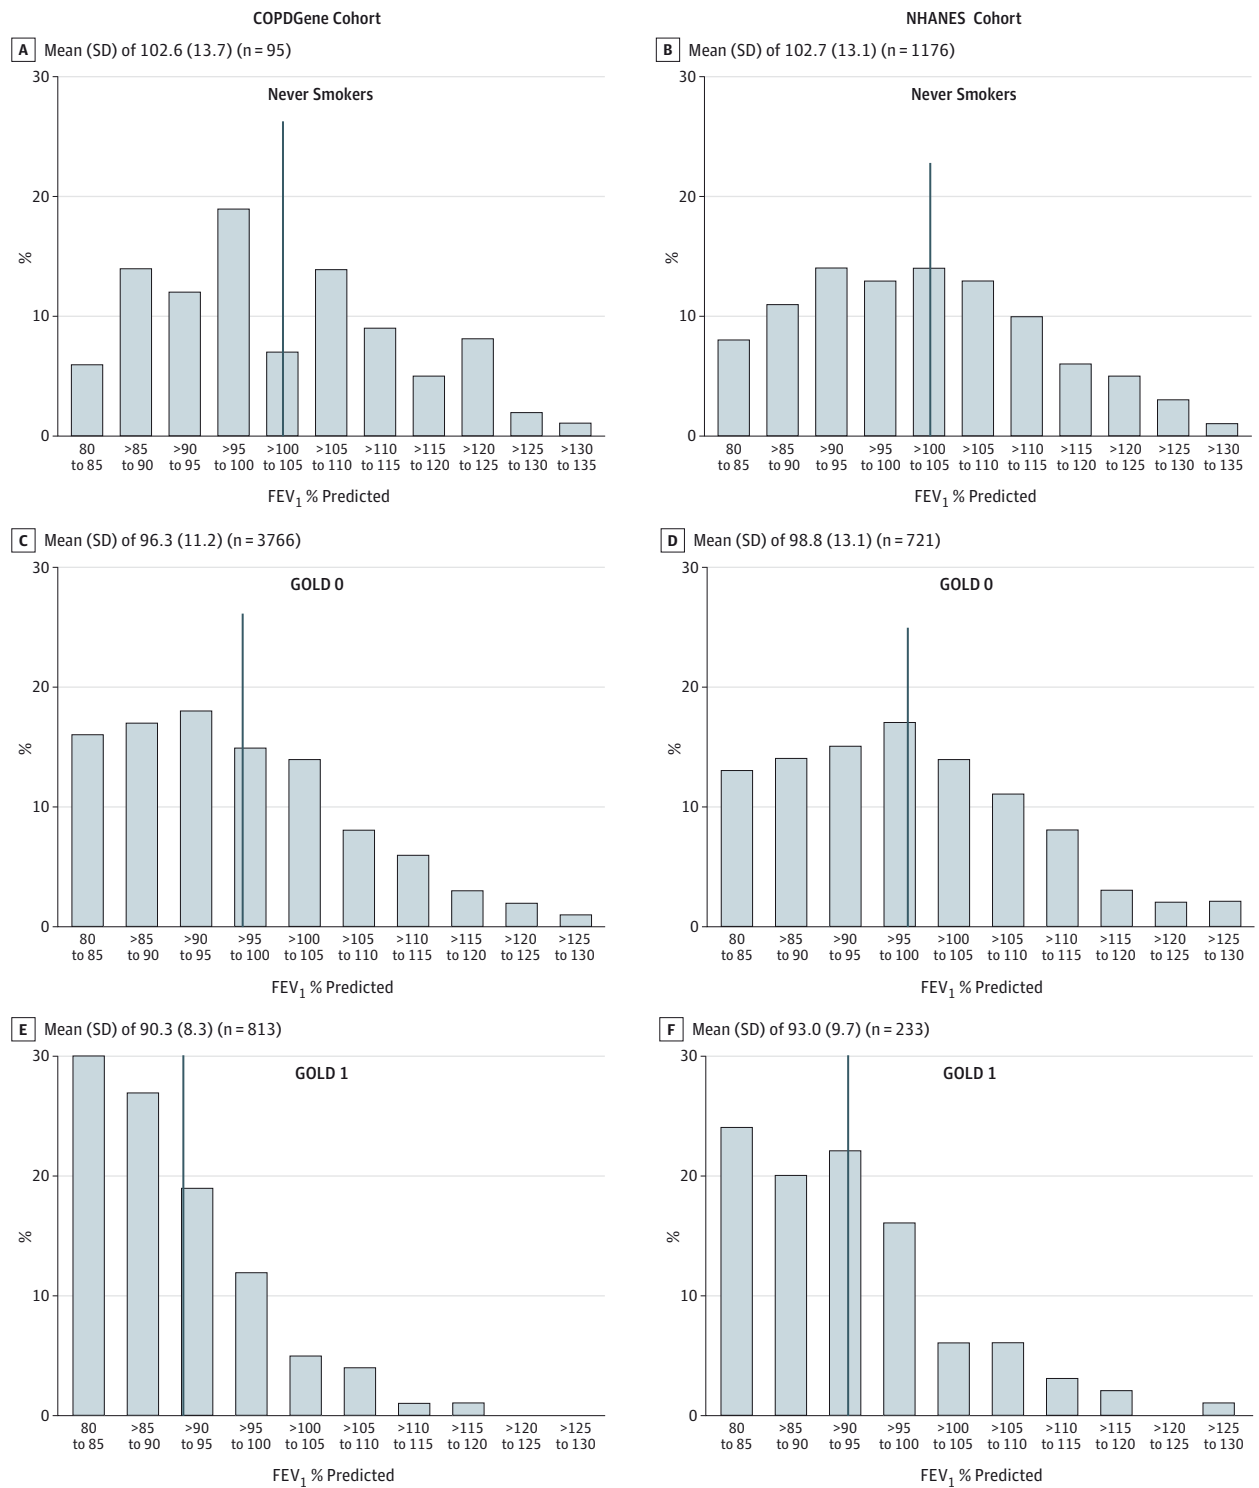 COPDGene Cohort
NHANES Cohort
A Mean (SD) of 102.6 (13.7) (n = 95)
30
20
10
0
%
Never Smokers
80 >85 >90 >95 >100 >105 >110 >115 >120 >125 >130
to 85 to 90 to 95 to 100 to 105 to 110 to 115 to 120 to 125 to 130 to 135
FEV1 % Predicted
B Mean (SD) of 102.7 (13.1) (n = 1176)
30
20
10
0
%
Never Smokers
80 >85 >90 >95 >100 >105 >110 >115 >120 >125 >130
to 85 to 90 to 95 to 100 to 105 to 110 to 115 to 120 to 125 to 130 to 135
FEV1 % Predicted
C Mean (SD) of 96.3 (11.2) (n = 3766)
30
20
10
0
%
GOLD 0
80 >85 >90 >95 >100 >105 >110 >115 >120 >125
to 85 to 90 to 95 to 100 to 105 to 110 to 115 to 120 to 125 to 130
FEV1 % Predicted
D Mean (SD) of 98.8 (13.1) (n = 721)
30
20
10
0
%
GOLD 0
80 >85 >90 >95 >100 >105 >110 >115 >120 >125
to 85 to 90 to 95 to 100 to 105 to 110 to 115 to 120 to 125 to 130
FEV1 % Predicted
E Mean (SD) of 90.3 (8.3) (n = 813)
30
20
10
0
%
GOLD 1
80 >85 >90 >95 >100 >105 >110 >115 >120 >125
to 85 to 90 to 95 to 100 to 105 to 110 to 115 to 120 to 125 to 130
FEV1 % Predicted
F Mean (SD) of 93.0 (9.7) (n = 233)
30
20
10
0
%
GOLD 1
80 >85 >90 >95 >100 >105 >110 >115 >120 >125
to 85 to 90 to 95 to 100 to 105 to 110 to 115 to 120 to 125 to 130
FEV1 % Predicted